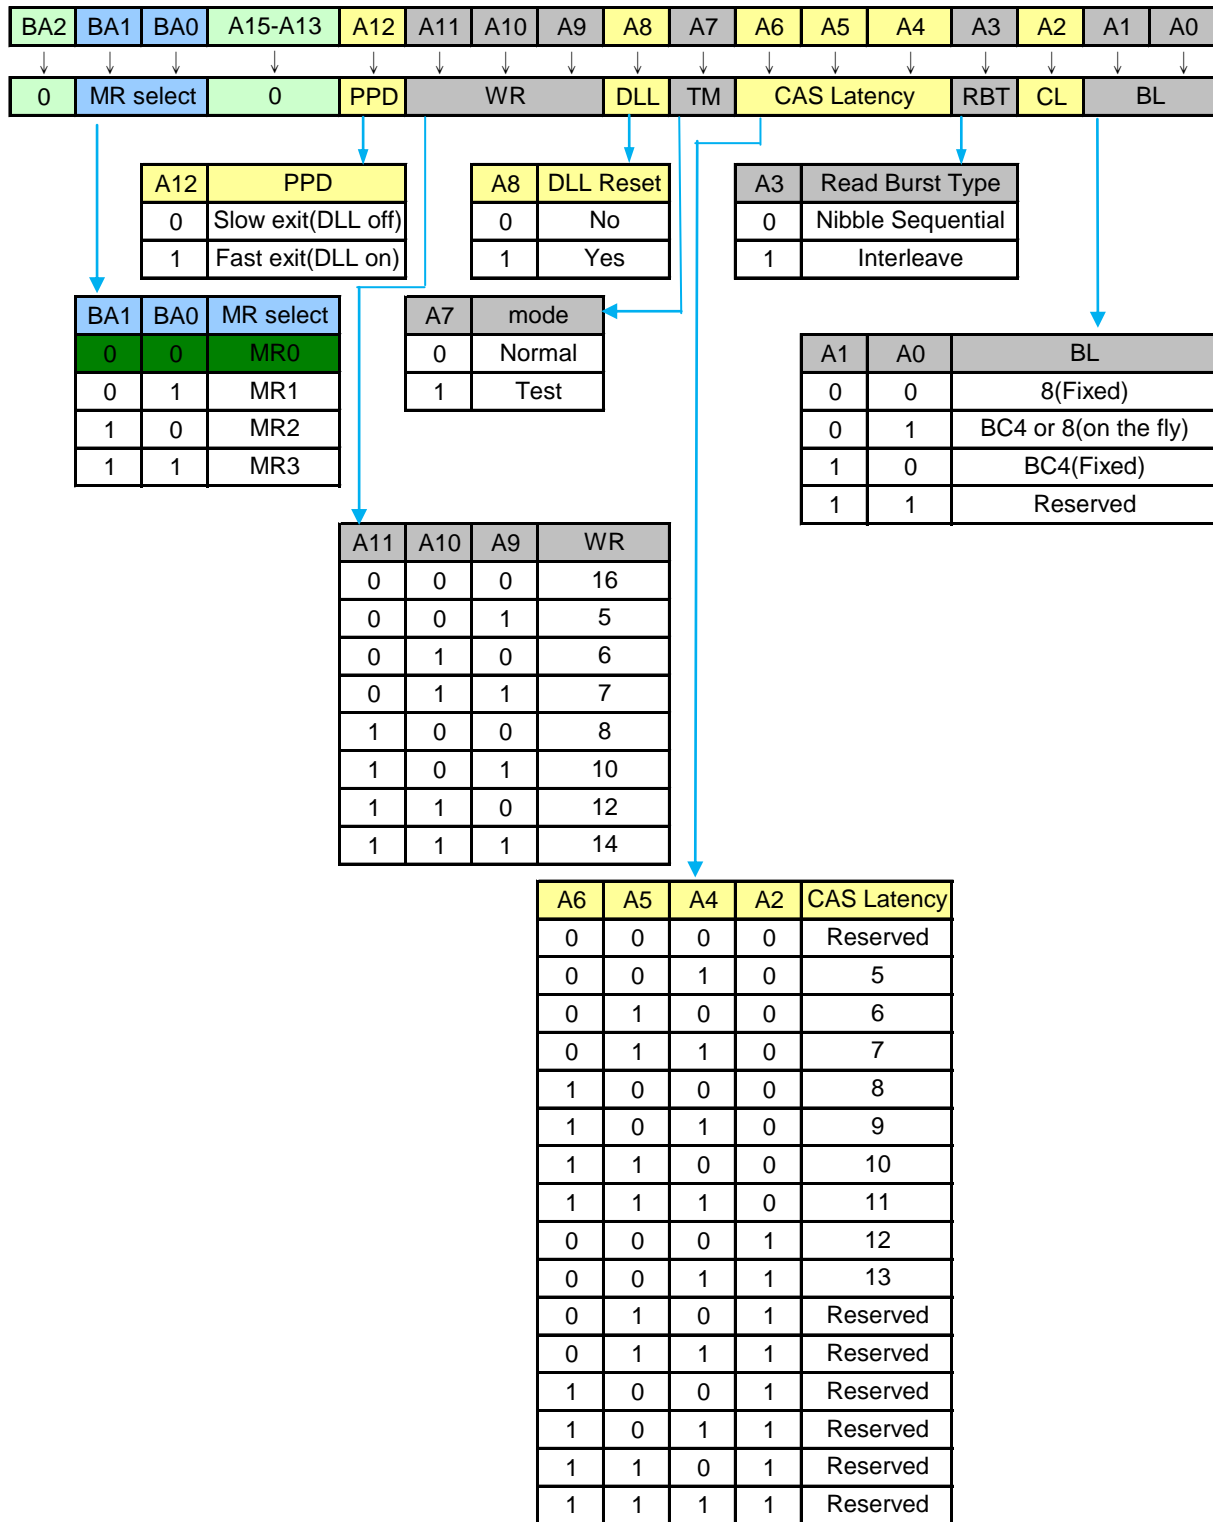 BA2 BA1 BA0 A15-A13 A12 A11 A10 A9 A8 A7 A6 A5 A4 A3 A2 A1 A0
0 MR select 0 PPD WR DLL TM CAS Latency RBT CL BL
A12 PPD
0 Slow exit(DLL off)
1 Fast exit(DLL on)
A8 DLL Reset
0 No
1 Yes
A3 Read Burst Type
0 Nibble Sequential
1 Interleave
BA1 BA0 MR select
0 0 MR0
0 1 MR1
1 0 MR2
1 1 MR3
A7 mode
0 Normal
1 Test
A1 A0 BL
0 0 8(Fixed)
0 1 BC4 or 8(on the fly)
1 0 BC4(Fixed)
1 1 Reserved
A11 A10 A9 WR
0 0 0 16
0 0 1 5
0 1 0 6
0 1 1 7
1 0 0 8
1 0 1 10
1 1 0 12
1 1 1 14
A6 A5 A4 A2 CAS Latency
0 0 0 0 Reserved
0 0 1 0 5
0 1 0 0 6
0 1 1 0 7
1 0 0 0 8
1 0 1 0 9
1 1 0 0 10
1 1 1 0 11
0 0 0 1 12
0 0 1 1 13
0 1 0 1 Reserved
0 1 1 1 Reserved
1 0 0 1 Reserved
1 0 1 1 Reserved
1 1 0 1 Reserved
1 1 1 1 Reserved